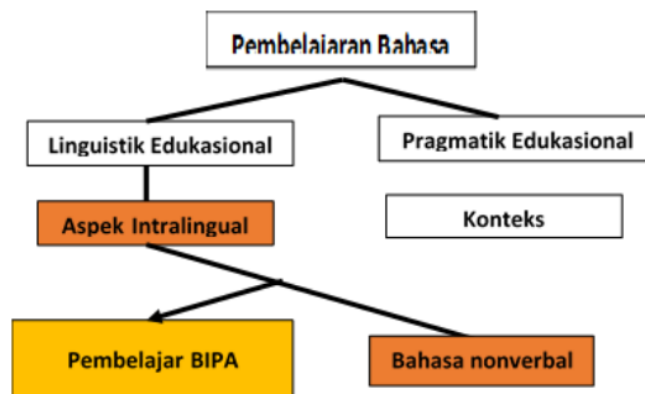 Pembelajaran Bahasa
Linguistik Edukasional
Pragmatik Edukasional
Aspek Intralingual
Konteks
Pembelajar BIPA
Bahasa nonverbal